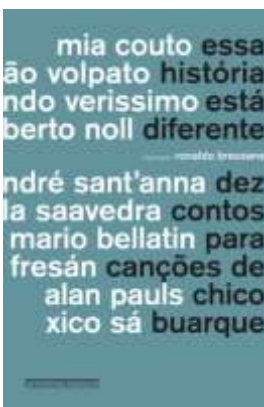 mia couto essa
ão volpato história
ndo verissimo está
berto noll diferente
ronaldo bressane
ndré sant'anna dez
la saavedra contos
mario bellatin para
fresán canções de
alan pauls chico
xico sá buarque